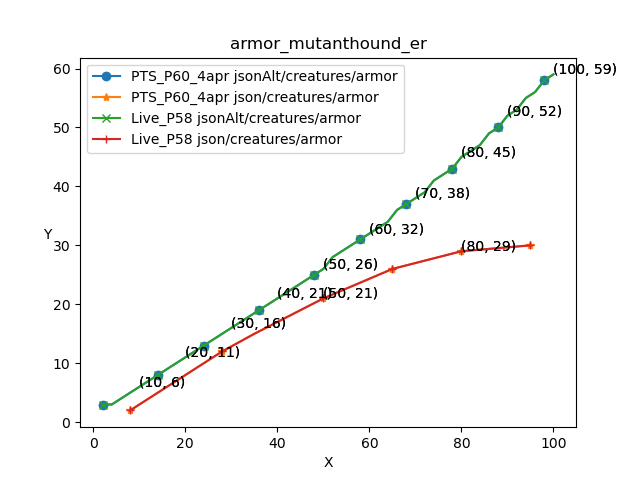 armor_mutanthound_er
PTS_P60_4apr jsonAlt/creatures/armor
PTS_P60_4apr json/creatures/armor
Live_P58 jsonAlt/creatures/armor
Live_P58 json/creatures/armor
(100, 59)
(90, 52)
(80, 45)
(70, 38)
(60, 32)
(80, 29)
(50, 26)
(40, 21)
(50, 21)
(30, 16)
(20, 11)
(10, 6)
60
50
40
30
20
10
0
Y
0 20 40 60 80 100
X